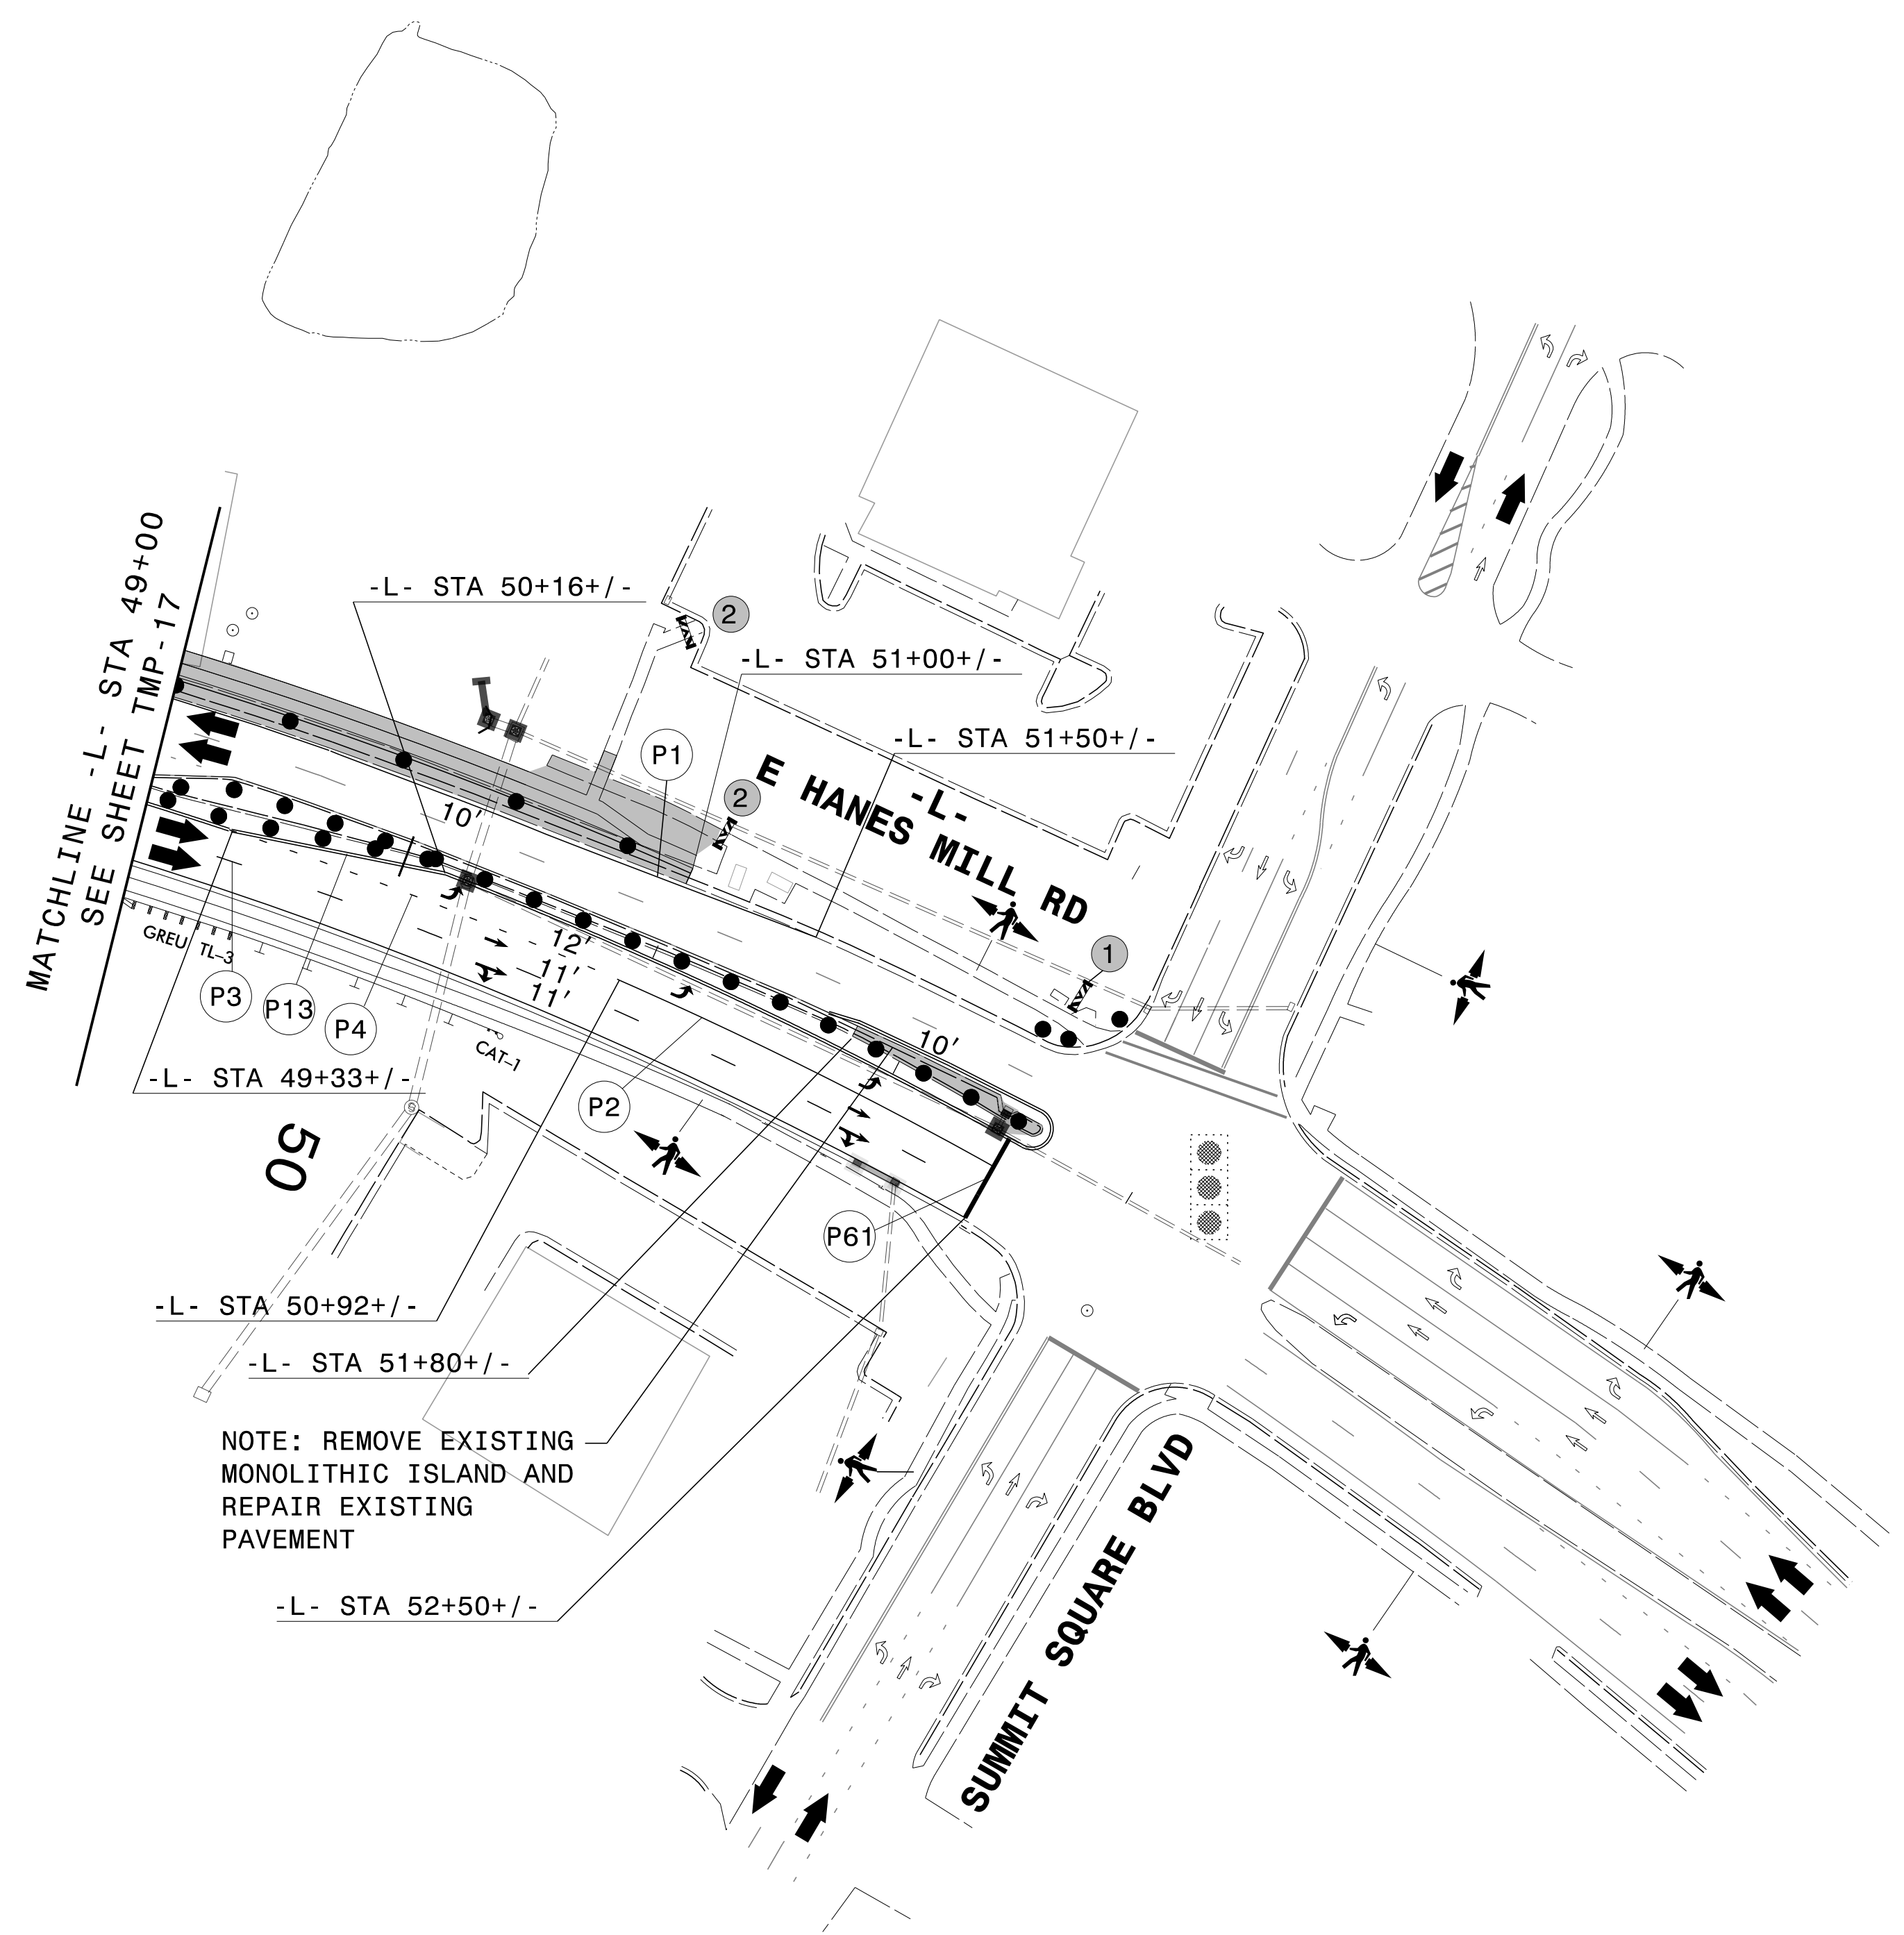 MATCHLINE -L- STA 49+00
SEE SHEET TMP-17
-L- STA 50+16+/-
2
-L- STA 51+00+/-
-L- STA 51+50+/-
P1
2
E HANES MILL RD
-L-
10'
1
12'
11'
11'
GREU TL-3
P3
P13
P4
CAT-1
10'
-L- STA 49+33+/-
P2
50
P61
-L- STA 50+92+/-
-L- STA 51+80+/-
NOTE: REMOVE EXISTING
MONOLITHIC ISLAND AND
REPAIR EXISTING
PAVEMENT
-L- STA 52+50+/-
SUMMIT SQUARE BLVD